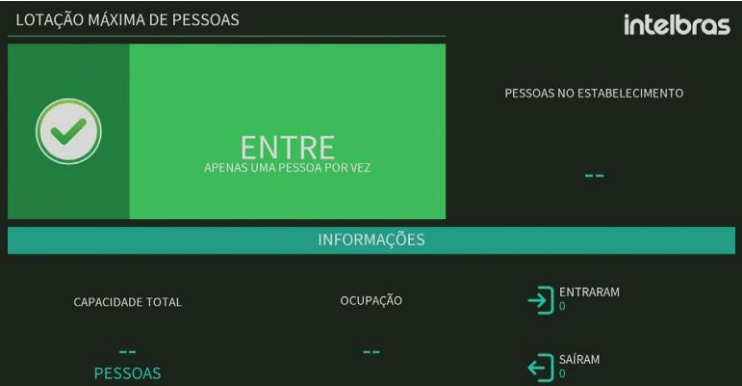 LOTAÇÃO MÁXIMA DE PESSOAS
intelbras
ENTRE
APENAS UMA PESSOA POR VEZ
PESSOAS NO ESTABELECIMENTO
--
INFORMAÇÕES
CAPACIDADE TOTAL
--
PESSOAS
OCUPAÇÃO
--
ENTRARAM
0
SAÍRAM
0